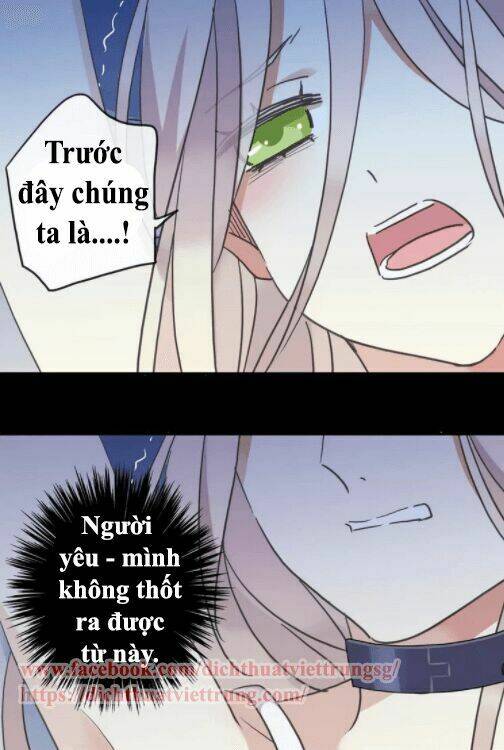 Trước
đây chúng
ta là....!
Người
yêu - mình
không thốt
ra được
từ này.
www.facebook.com/dichthuatviettrungsg/
https://dichthuatviettrung.com/